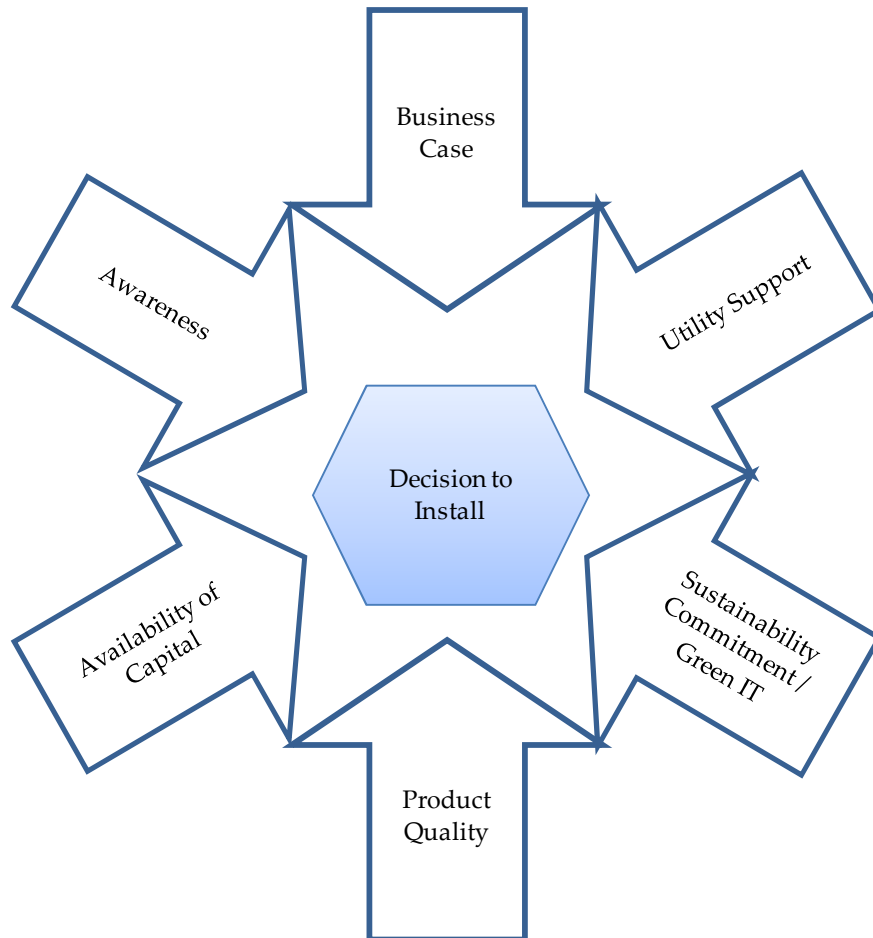 Business
Case
Awareness
Utility Support
Decision to
Install
Availability of
Capital
Sustainability
Commitment /
Green IT
Product
Quality